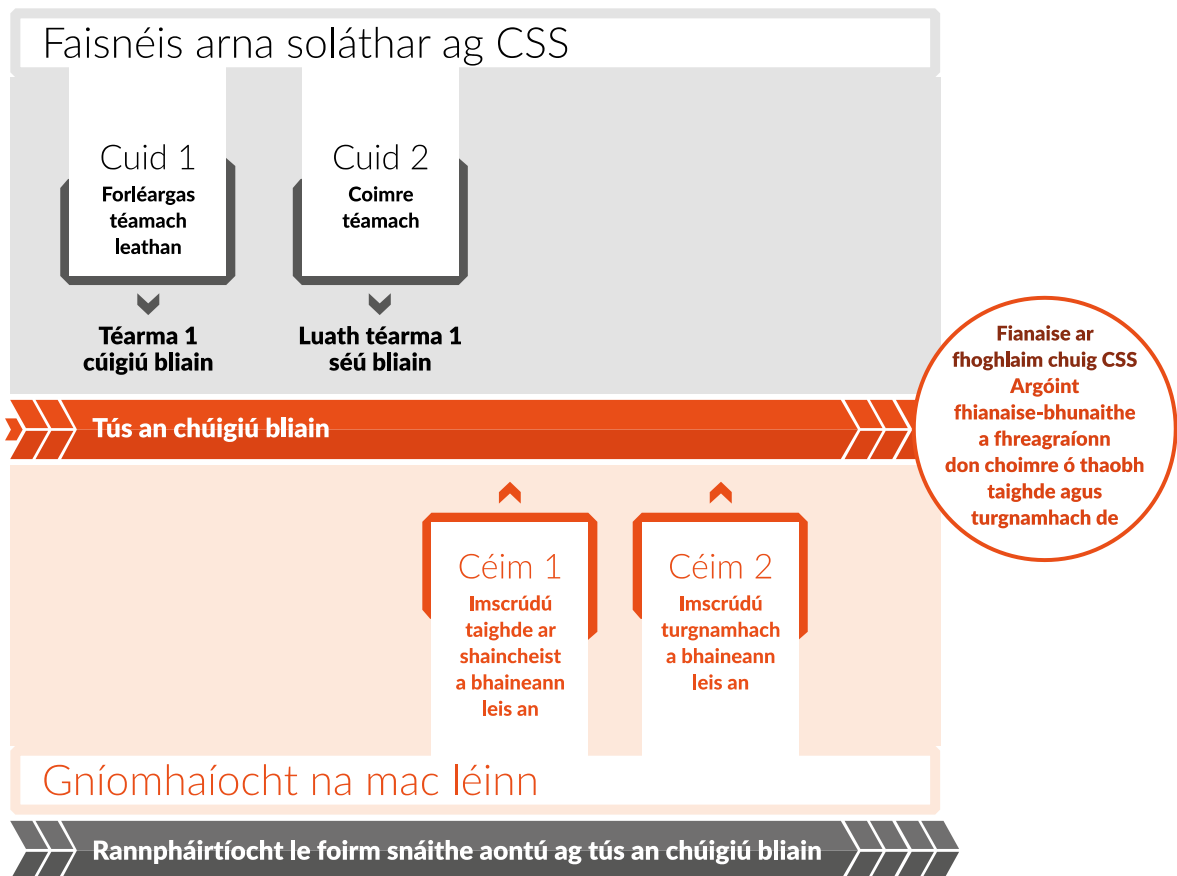 Faisnéis arna soláthar ag CSS
Cuid 1
Forléargas
téamach
leathan
Cuid 2
Coimre
téamach
Téarma 1
cúigiú bliain
Luath téarma 1
séú bliain
Tús an chúigiú bliain
Fianaise ar
fhoghlaim chuig CSS
Argóint
fhianaise-bhunaithe
a fhreagraíonn
don choimre ó thaobh
taighde agus
turgnamhach de
Céim 1
Imscrúdú
taighde ar
shaincheist
a bhaineann
leis an
Céim 2
Imscrúdú
turgnamhach
a bhaineann
leis an
Gníomhaíocht na mac léinn
Rannpháirtíocht le foirm snáithe aontú ag tús an chúigiú bliain